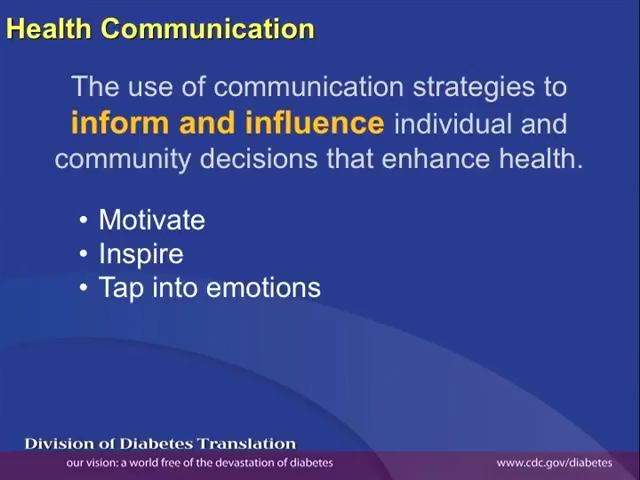 Health Communication
The use of communication strategies to
inform and influence individual and
community decisions that enhance health.
• Motivate
• Inspire
• Tap into emotions
Division of Diabetes Translation
our vision: a world free of the devastation of diabetes
www.cdc.gov/diabetes